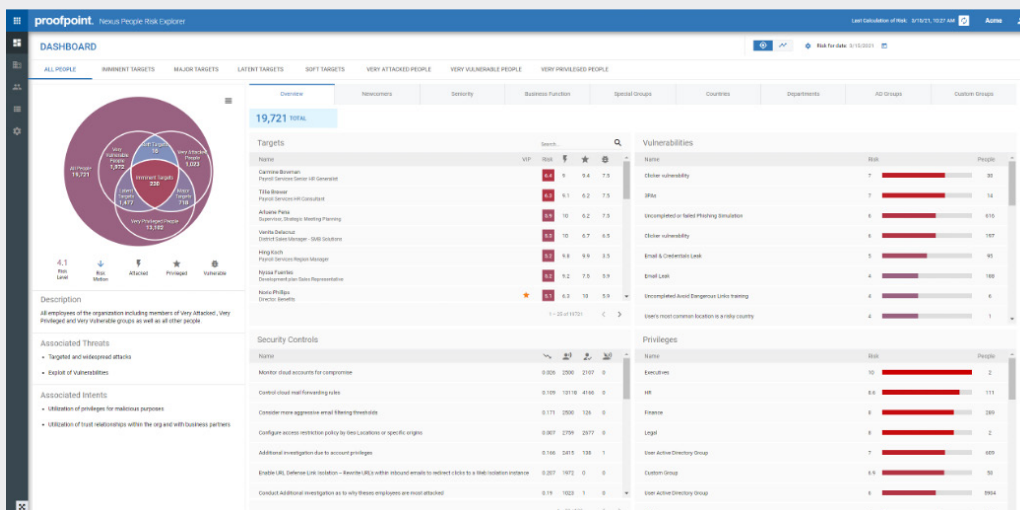 proofpoint. Nexus People Risk Explorer
Last Calculation of Risk: 3/15/21, 10:27 AM
Acme
DASHBOARD
Risk for date 3/15/2021
ALL PEOPLE IMMINENT TARGETS MAJOR TARGETS LATENT TARGETS SOFT TARGETS VERY ATTACKED PEOPLE VERY VULNERABLE PEOPLE VERY PRIVILEGED PEOPLE
Overview Newcomers Seniority Business Function Special Groups Countries Departments AD Groups Custom Groups
19,721 TOTAL
All People
19,721
Very Vulnerable People
Soft Targets
Very Attacked People
1,023
Imminent Targets
220
Latent Targets
1,477
Major Targets
Very Privileged People
4.1
Risk Level
Risk Motion
Attacked
Privileged
Vulnerable
Description
All employees of the organization including members of Very Attacked , Very
Privileged and Very Vulnerable groups as well as all other people.
Associated Threats
• Targeted and widespread attacks
• Exploit of Vulnerabilities
Associated Intents
• Utilization of privileges for malicious purposes
• Utilization of trust relationships within the org and with business partners
Targets
Search...
Name VIP Risk
Carmine Bowman
Payroll Services Senior HR Generalist
9 9.4 7.5
Tillie Brewer
Payroll Services HR Consultant
9.1 6.2 7.5
Arlene Pena
Supervisor, Strategic Meeting Planning
10 6.2 7.5
Venita Delacruz
District Sales Manager - SMB Solutions
10 6.7 6.5
Hing Koch
Payroll Services Region Manager
9.8 9.9 3.5
Nyssa Fuentes
Development plan Sales Representative
9.2 7.5 5.9
Norio Phillips
Director Benefits
6.3 10 5.9
1 – 20 of 19721
Vulnerabilities
Name Risk People
Clicker vulnerability 7
VIPs 7 14
Uncompleted or failed Phishing Simulation 6 616
Clicker vulnerability 6 197
Email & Credentials Leak 5 95
Email Leak 4 188
Uncompleted Avoid Dangerous Links training 4 6
User's most common location is a risky country 4 1
Security Controls
Name
Monitor cloud accounts for compromise 0.026 2500 2107 0
Control cloud mail forwarding rules 0.109 13118 4166 0
Consider more aggressive email filtering thresholds 0.171 2500 126 0
Configure access restriction policy by Geo Locations or specific origins 0.007 2759 2677 0
Additional investigation due to account privileges 0.166 2415 138 1
Enable URL Defense Link Isolation – Rewrite URLs within inbound emails to redirect clicks to a Web Isolation instance 0.207 1972 0 0
Conduct Additional investigation as to why theses employees are most attacked 0.19 1023 1 0
Privileges
Name Risk People
Executives 10 2
HR 8.6 111
Finance 8 289
Legal 8 2
User Active Directory Group 7 689
Custom Group 6.9 50
User Active Directory Group 6 5904